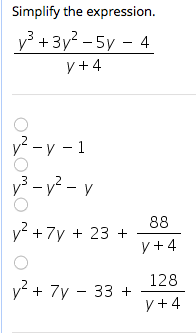 Simplify the expression.
y³ + 3y² – 5y – 4
y + 4
y² – y – 1
y³ – y² – y
y² + 7y + 23 + 88
y + 4
y² + 7y – 33 + 128
y + 4